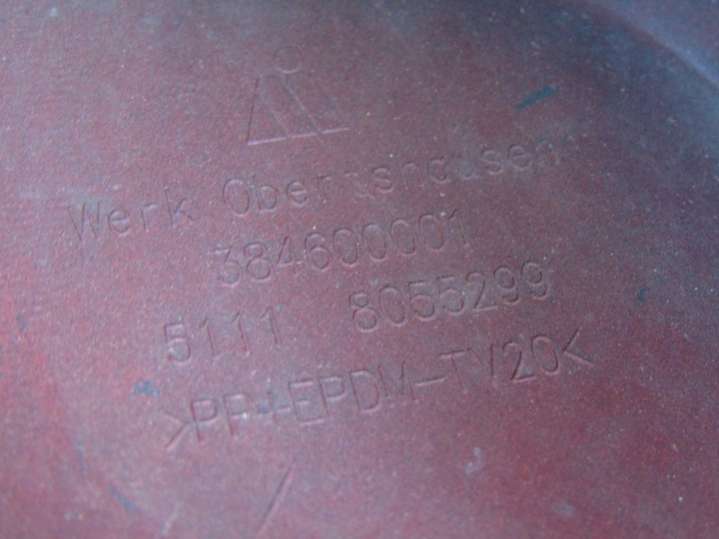 Werk Obertshausen
384600001
5111 8055299
>PP+EPDM-TV20<